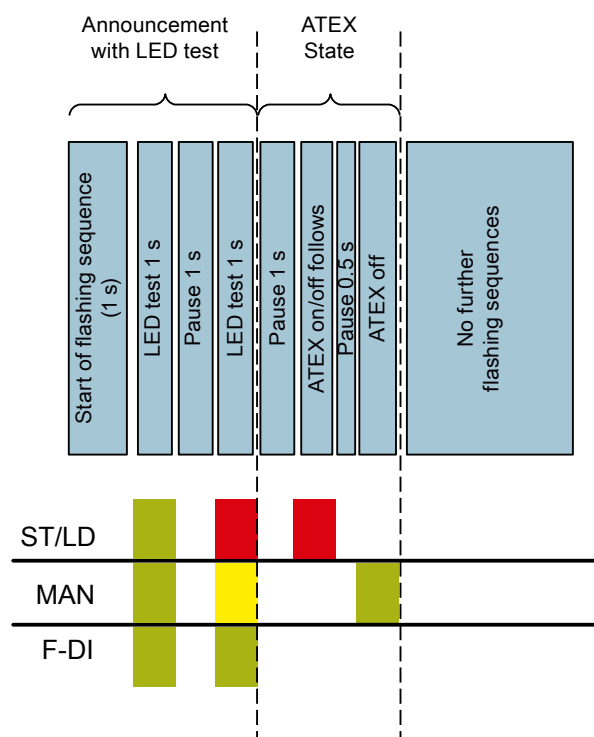 Announcement
with LED test
ATEX
State
Start of flashing sequence
(1 s)
LED test 1 s
Pause 1 s
LED test 1 s
Pause 1 s
ATEX on/off follows
Pause 0.5 s
ATEX off
No further
flashing sequences
ST/LD
MAN
F-DI